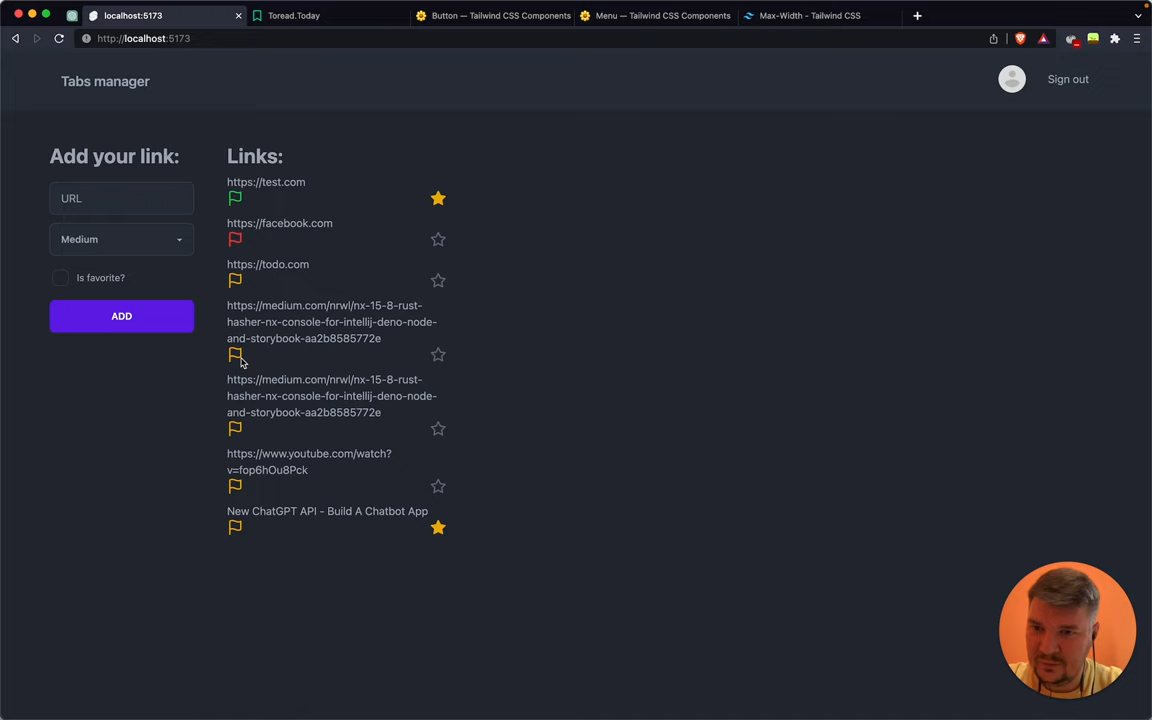 localhost:5173
Toread.Today
Button — Tailwind CSS Components
Menu — Tailwind CSS Components
Max-Width - Tailwind CSS
http://localhost:5173
Tabs manager
Sign out
Add your link:
URL
Medium
Is favorite?
ADD
Links:
https://test.com
https://facebook.com
https://todo.com
https://medium.com/nrwl/nx-15-8-rust-
hasher-nx-console-for-intellij-deno-node-
and-storybook-aa2b8585772e
https://medium.com/nrwl/nx-15-8-rust-
hasher-nx-console-for-intellij-deno-node-
and-storybook-aa2b8585772e
https://www.youtube.com/watch?
v=fop6hOu8Pck
New ChatGPT API - Build A Chatbot App